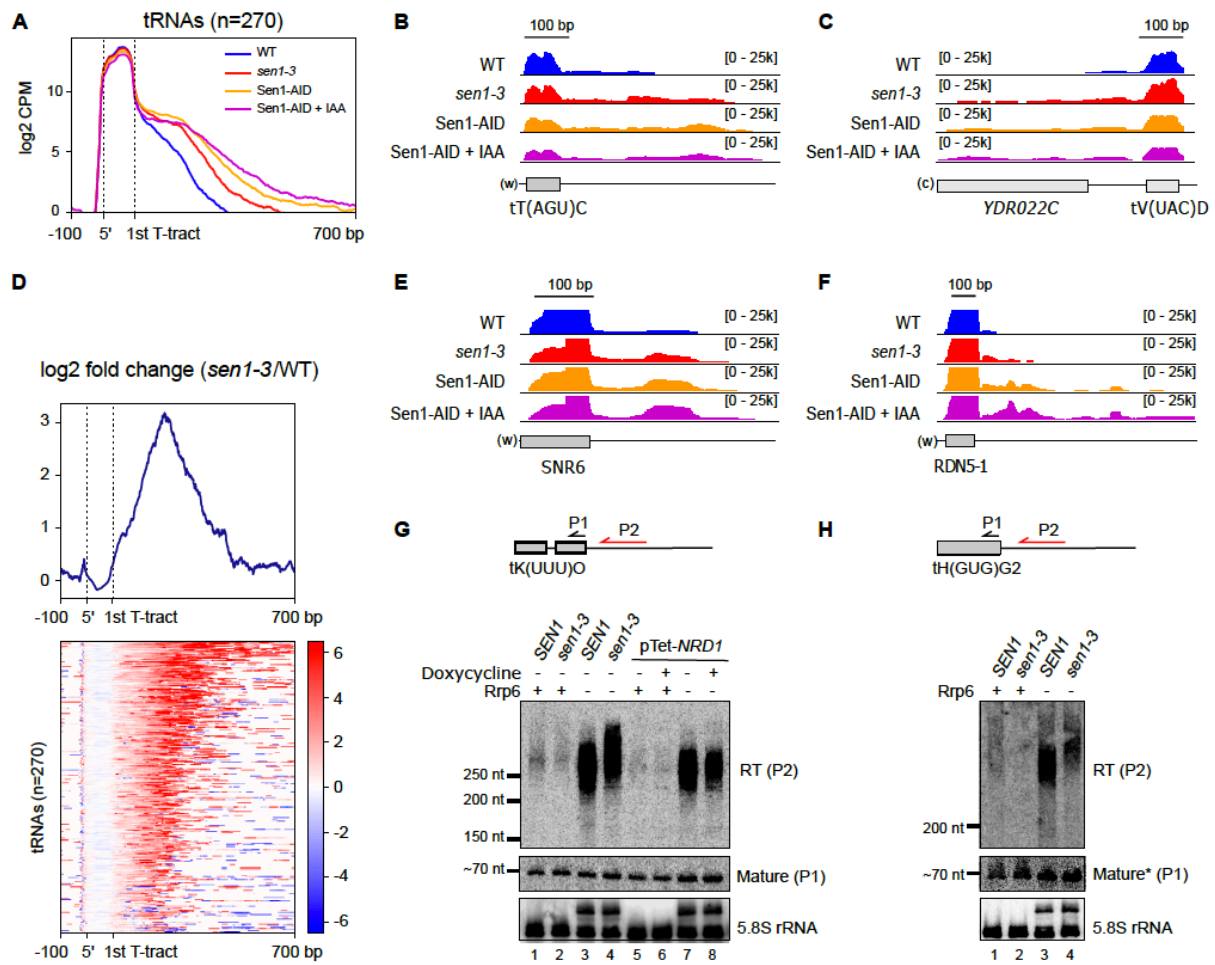 A
tRNAs (n=270)
WT
sen1-3
Sen1-AID
Sen1-AID + IAA
log2 CPM
10
5
0
-100
5'
1st T-tract
700 bp
B
100 bp
WT
[0 - 25k]
sen1-3
[0 - 25k]
Sen1-AID
[0 - 25k]
Sen1-AID + IAA
[0 - 25k]
(w)
tT(AGU)C
C
100 bp
WT
[0 - 25k]
sen1-3
[0 - 25k]
Sen1-AID
[0 - 25k]
Sen1-AID + IAA
[0 - 25k]
(c)
YDR022C
tV(UAC)D
D
log2 fold change (sen1-3/WT)
3
2
1
0
-100
5'
1st T-tract
700 bp
tRNAs (n=270)
6
4
2
0
-2
-4
-6
-100
5'
1st T-tract
700 bp
E
100 bp
WT
[0 - 25k]
sen1-3
[0 - 25k]
Sen1-AID
[0 - 25k]
Sen1-AID + IAA
[0 - 25k]
(w)
SNR6
F
100 bp
WT
[0 - 25k]
sen1-3
[0 - 25k]
Sen1-AID
[0 - 25k]
Sen1-AID + IAA
[0 - 25k]
(w)
RDN5-1
G
P1
P2
tK(UUU)O
SEN1 sen1-3 SEN1 sen1-3
pTet-NRD1
Doxycycline - - - - - + - +
Rrp6 + + - - + + - -
250 nt
200 nt
150 nt
RT (P2)
~70 nt
Mature (P1)
5.8S rRNA
1 2 3 4 5 6 7 8
H
P1
P2
tH(GUG)G2
SEN1 sen1-3 SEN1 sen1-3
Rrp6 + + - -
RT (P2)
200 nt
~70 nt
Mature* (P1)
5.8S rRNA
1 2 3 4